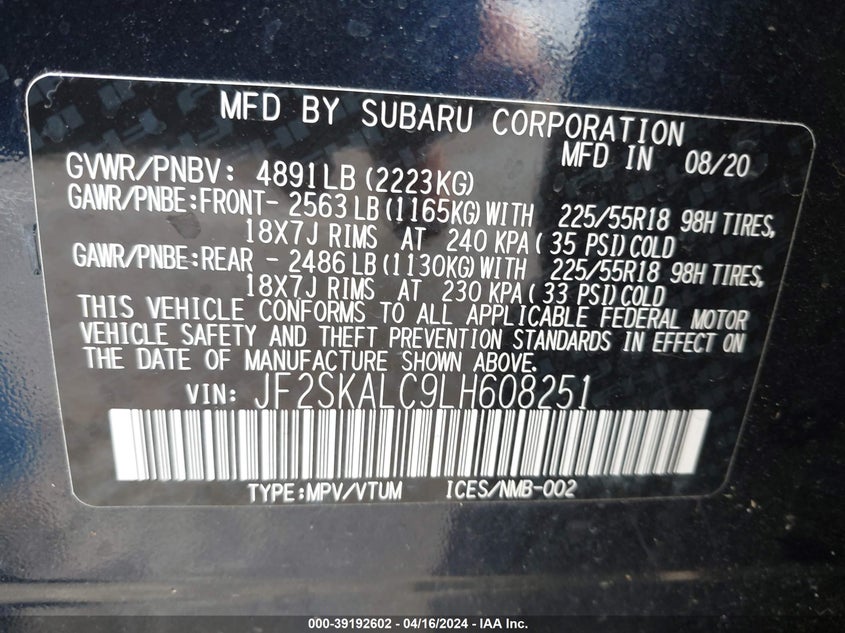 MFD BY SUBARU CORPORATION
MFD IN 08/20
GVWR/PNBV: 4891LB (2223KG)
GAWR/PNBE:FRONT- 2563 LB (1165KG) WITH 225/55R18 98H TIRES,
18X7J RIMS AT 240 KPA ( 35 PSI) COLD
GAWR/PNBE:REAR - 2486 LB (1130KG) WITH 225/55R18 98H TIRES,
18X7J RIMS AT 230 KPA ( 33 PSI) COLD
THIS VEHICLE CONFORMS TO ALL APPLICABLE FEDERAL MOTOR
VEHICLE SAFETY AND THEFT PREVENTION STANDARDS IN EFFECT ON
THE DATE OF MANUFACTURE SHOWN ABOVE.
VIN: JF2SKALC9LH608251
TYPE:MPV/VTUM ICES/NMB-002
000-39192602 - 04/16/2024 - IAA Inc.